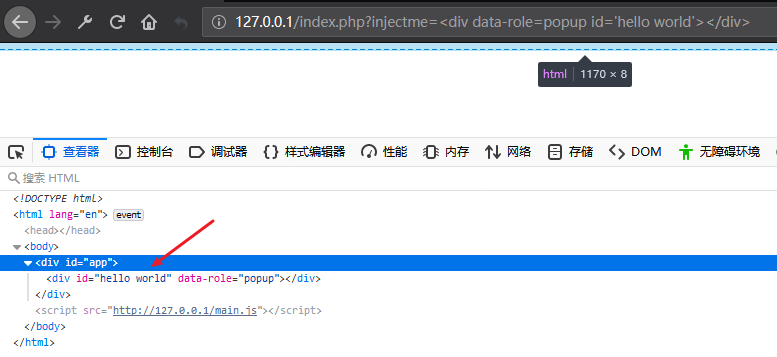 127.0.0.1/index.php?injectme=<div data-role=popup id='hello world'></div>
html 1170 × 8
查看器 控制台 调试器 {} 样式编辑器 性能 内存 网络 存储 DOM 无障碍环境
搜索 HTML
<!DOCTYPE html>
<html lang="en"> event
<head></head>
<body>
<div id="app">
<div id="hello world" data-role="popup"></div>
</div>
<script src="http://127.0.0.1/main.js"></script>
</body>
</html>